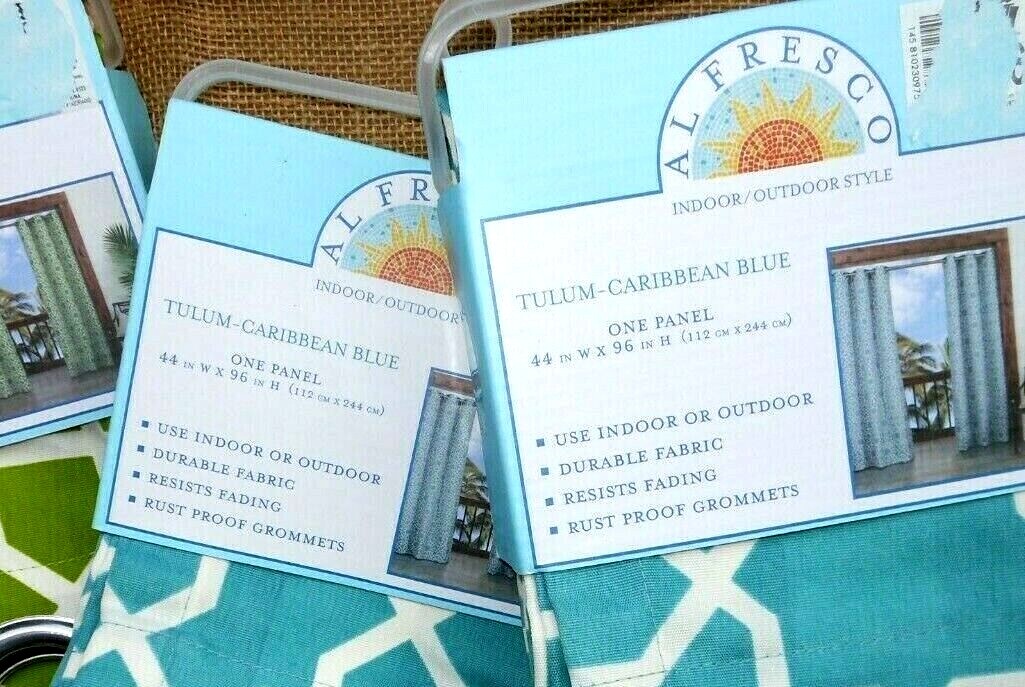 AL FRESCO
INDOOR/OUTDOOR
TULUM-CARIBBEAN BLUE
ONE PANEL
44 IN W X 96 IN H (112 CM X 244 CM)
USE INDOOR OR OUTDOOR
DURABLE FABRIC
RESISTS FADING
RUST PROOF GROMMETS
AL FRESCO
INDOOR/OUTDOOR STYLE
TULUM-CARIBBEAN BLUE
ONE PANEL
44 IN W X 96 IN H (112 CM X 244 CM)
USE INDOOR OR OUTDOOR
DURABLE FABRIC
RESISTS FADING
RUST PROOF GROMMETS